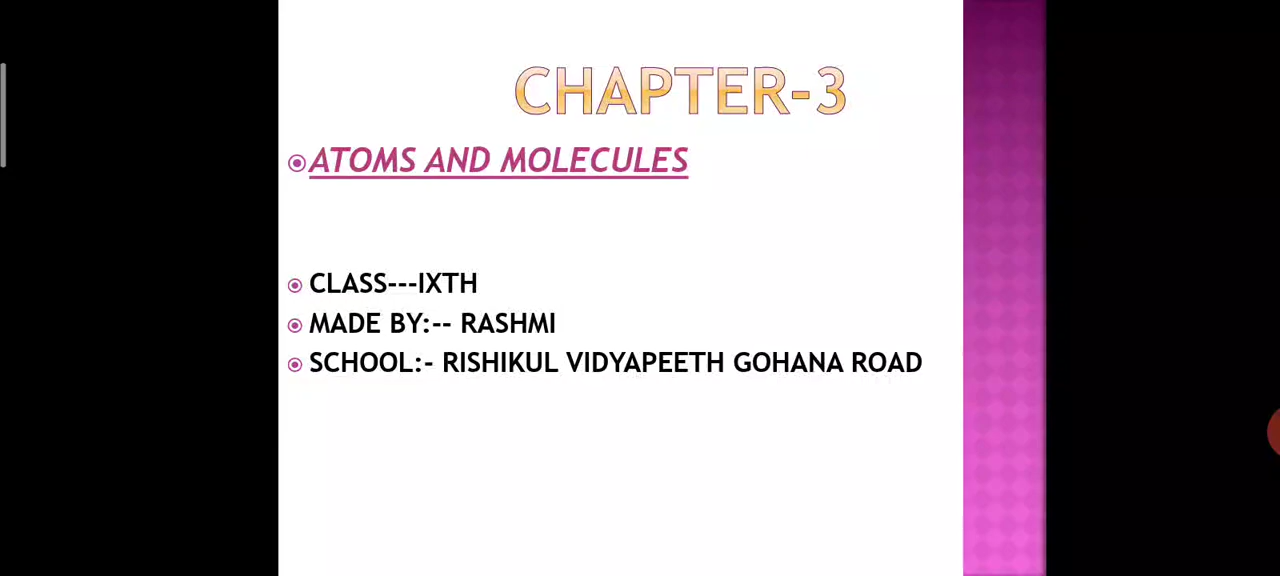 CHAPTER-3
ATOMS AND MOLECULES
CLASS---IXTH
MADE BY:-- RASHMI
SCHOOL:- RISHIKUL VIDYAPEETH GOHANA ROAD